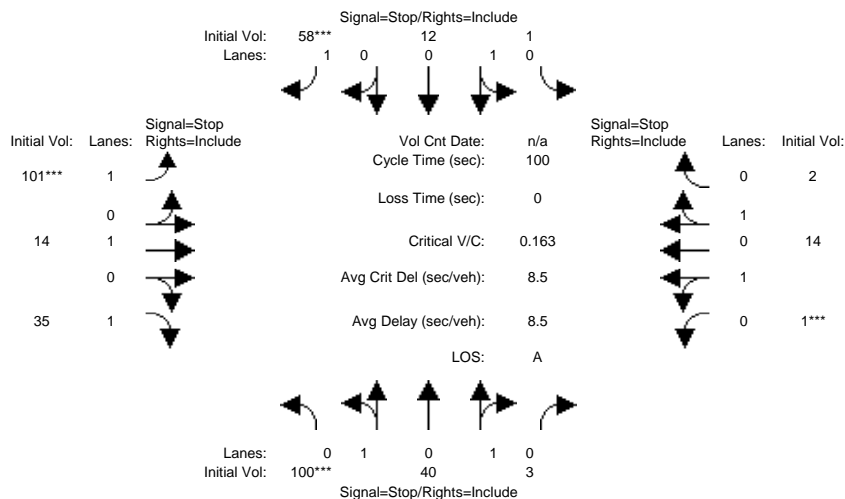 Signal=Stop/Rights=Include
Initial Vol: 58*** 12 1
Lanes: 1 0 0 1 0
Signal=Stop
Initial Vol: Lanes: Rights=Include
Vol Cnt Date: n/a
Signal=Stop
Rights=Include Lanes: Initial Vol:
Cycle Time (sec): 100
101*** 1
0 2
Loss Time (sec): 0
0
1
14 1
Critical V/C: 0.163
0 14
0
Avg Crit Del (sec/veh): 8.5
1
35 1
Avg Delay (sec/veh): 8.5
0 1***
LOS: A
Lanes: 0 1 0 1 0
Initial Vol: 100*** 40 3
Signal=Stop/Rights=Include